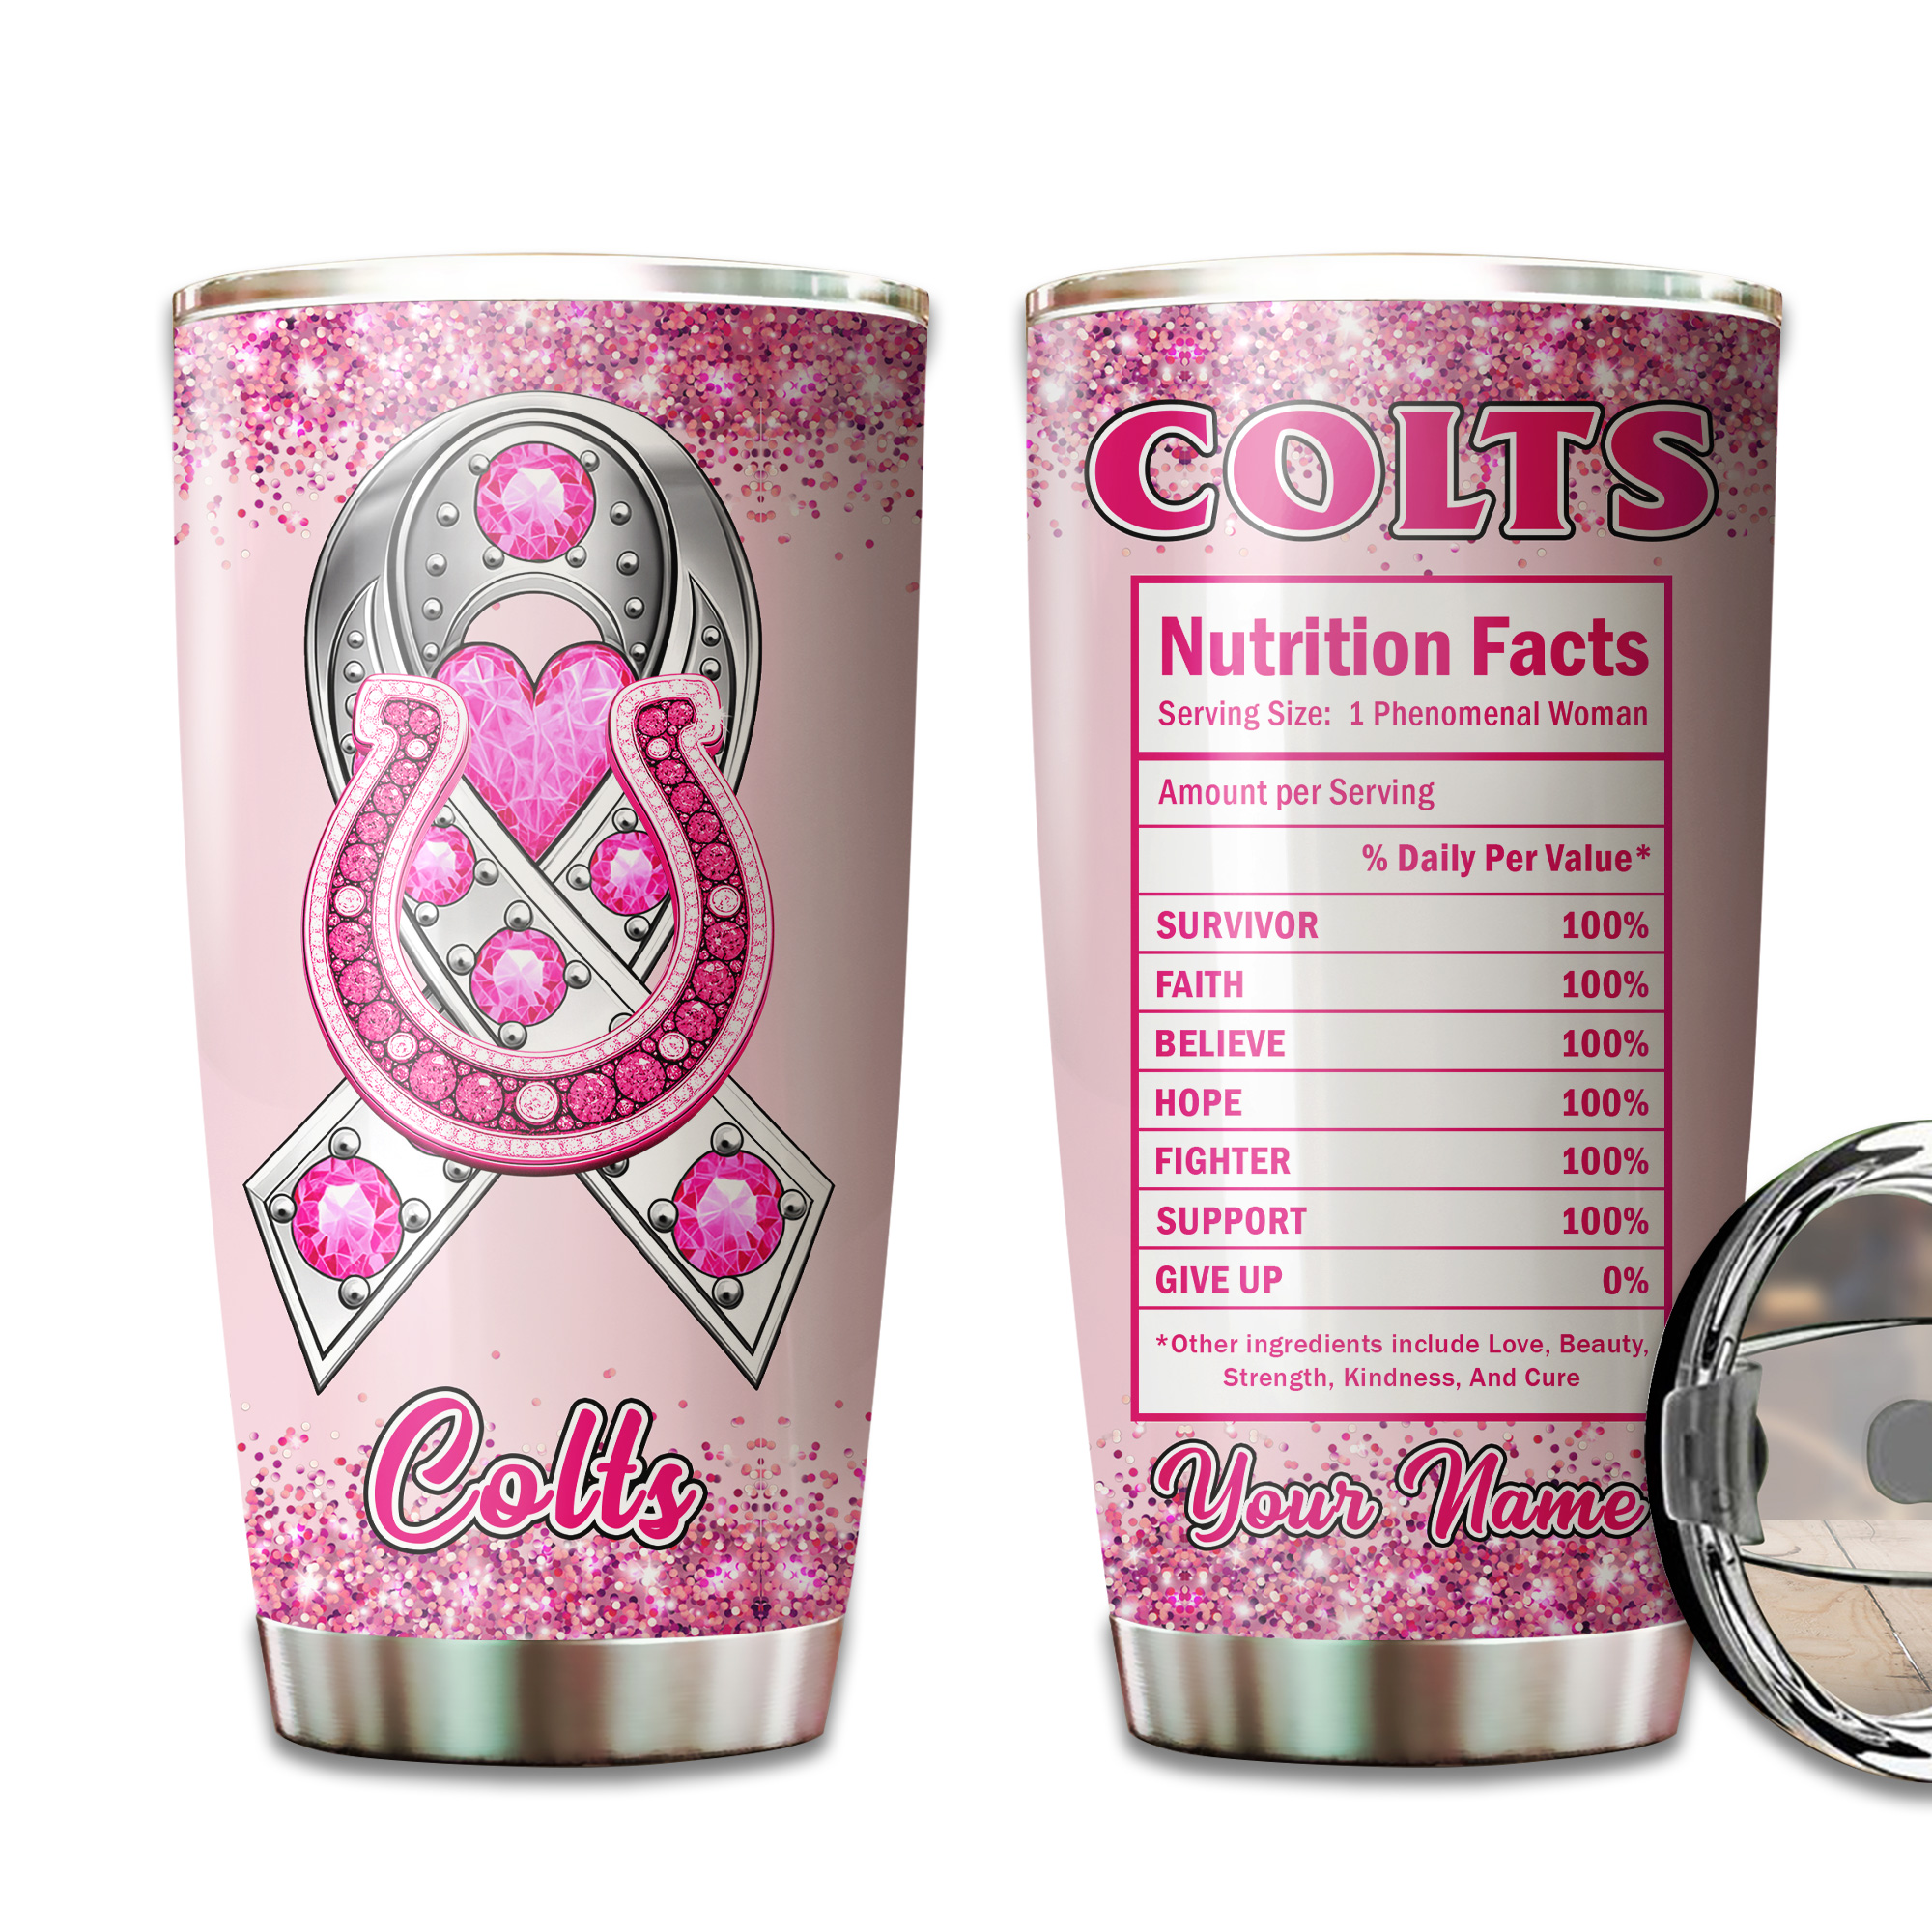 Colts
COLTS
Nutrition Facts
Serving Size: 1 Phenomenal Woman
Amount per Serving
% Daily Per Value*
SURVIVOR 100%
FAITH 100%
BELIEVE 100%
HOPE 100%
FIGHTER 100%
SUPPORT 100%
GIVE UP 0%
*Other ingredients include Love, Beauty,
Strength, Kindness, And Cure
Your Name